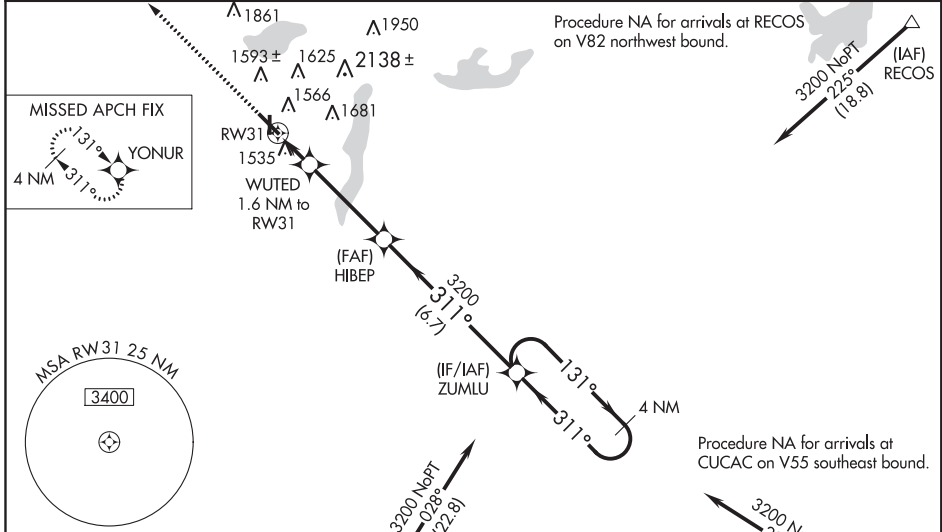 1861
1950
1593 ±
1625
2138 ±
1566
1681
RW31
1535
WUTED
1.6 NM to
RW31
(FAF)
HIBEP
3200
311°
(6.7)
(IF/IAF)
ZUMLU
131°
311°
4 NM
Procedure NA for arrivals at RECOS
on V82 northwest bound.
(IAF)
RECOS
3200 NoPT
225°
(18.8)
MISSED APCH FIX
131°
YONUR
4 NM
311°
MSA RW31 25 NM
3400
3200 NoPT
028°
(22.8)
Procedure NA for arrivals at
CUCAC on V55 southeast bound.
3200